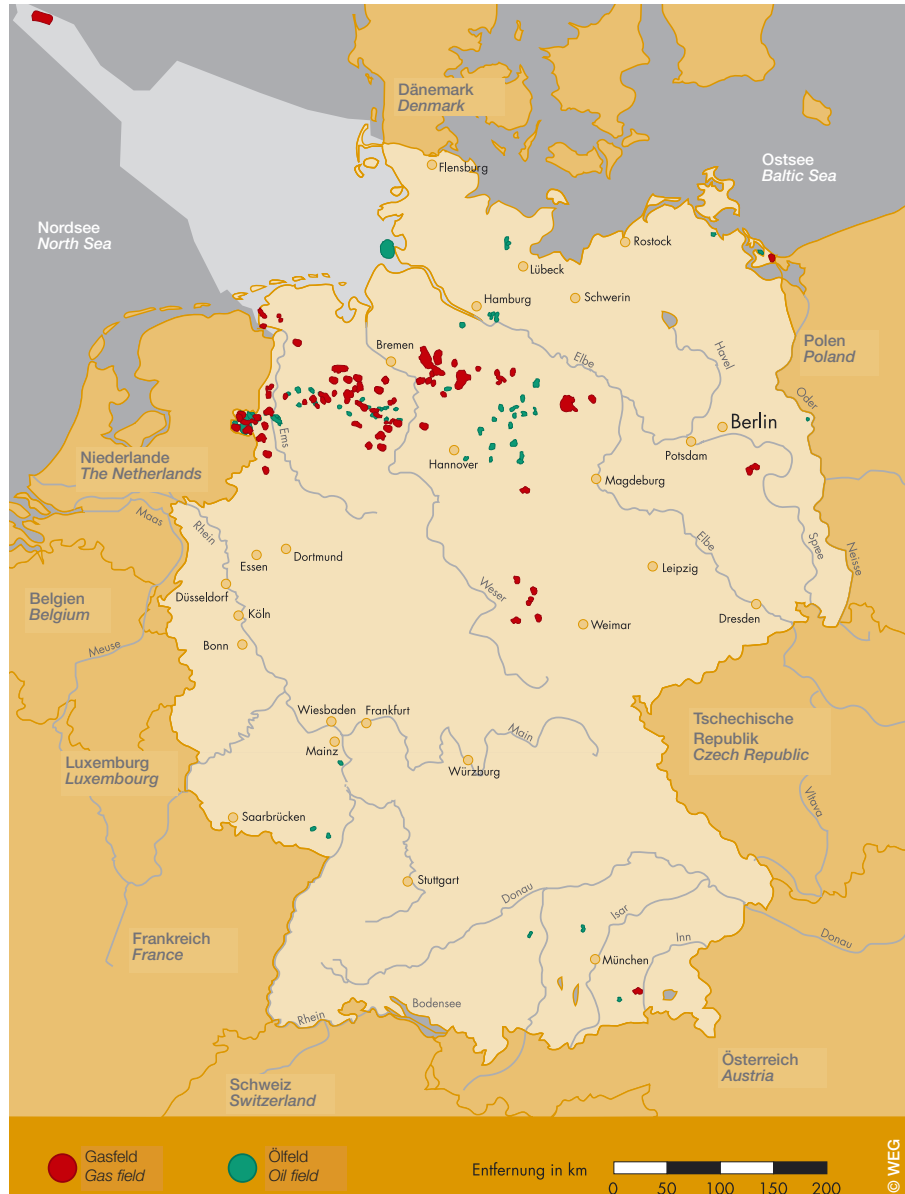 Dänemark
Denmark
Flensburg
Ostsee
Baltic Sea
Nordsee
North Sea
Rostock
Lübeck
Hamburg
Schwerin
Bremen
Elbe
Havel
Polen
Poland
Oder
Berlin
Ems
Potsdam
Niederlande
The Netherlands
Hannover
Magdeburg
Maas
Rhein
Elbe
Spree
Neisse
Dortmund
Essen
Leipzig
Weser
Düsseldorf
Belgien
Belgium
Köln
Dresden
Weimar
Bonn
Meuse
Wiesbaden
Frankfurt
Main
Mainz
Tschechische
Republik
Czech Republic
Luxemburg
Luxembourg
Würzburg
Vltava
Saarbrücken
Stuttgart
Donau
Isar
Inn
Donau
Frankreich
France
München
Bodensee
Rhein
Österreich
Austria
Schweiz
Switzerland
Gasfeld
Gas field
Ölfeld
Oil field
Entfernung in km
0 50 100 150 200
© WEG